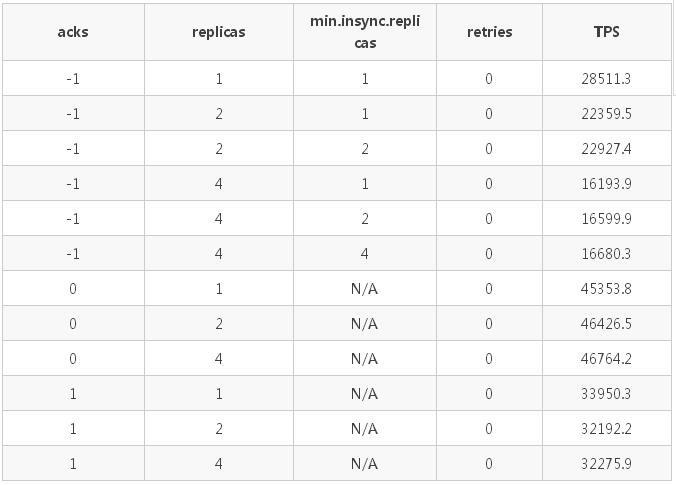 acks replicas min.insync.repli retries TPS
cas
-1 1 1 0 28511.3
-1 2 1 0 22359.5
-1 2 2 0 22927.4
-1 4 1 0 16193.9
-1 4 2 0 16599.9
-1 4 4 0 16680.3
0 1 N/A 0 45353.8
0 2 N/A 0 46426.5
0 4 N/A 0 46764.2
1 1 N/A 0 33950.3
1 2 N/A 0 32192.2
1 4 N/A 0 32275.9